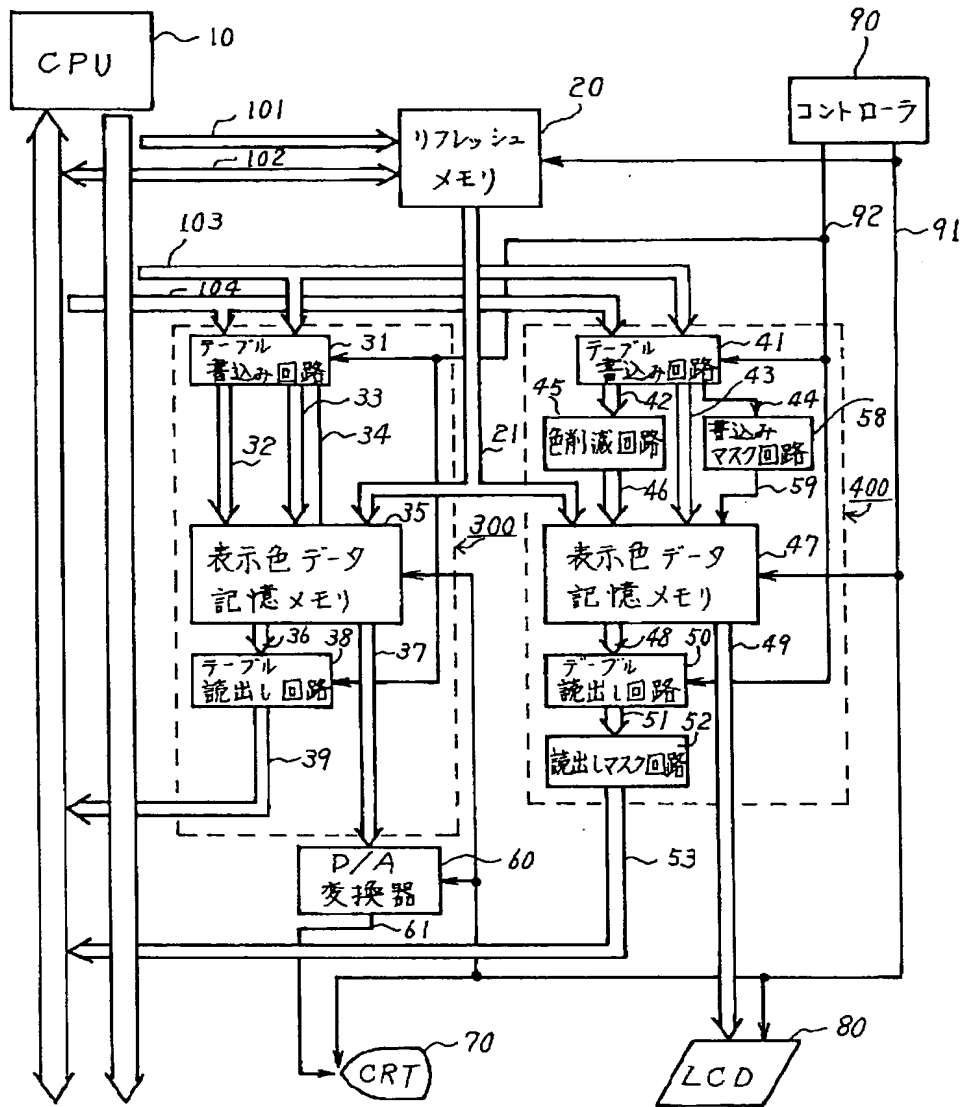 CPU
10
90
コントローラ
20
リフレッシュ
メモリ
101
102
92
91
103
104
テーブル
書込み回路
31
テーブル
書込み回路
41
32
33
34
21
45
42
43
44
色削減回路
書込み
マスク回路
58
46
59
400
35
300
表示色データ
記憶メモリ
表示色データ
記憶メモリ
47
36
38
37
48
50
49
テーブル
読出し回路
テーブル
読出し回路
51
52
39
読出しマスク回路
D/A
変換器
60
53
61
70
CRT
80
LCD